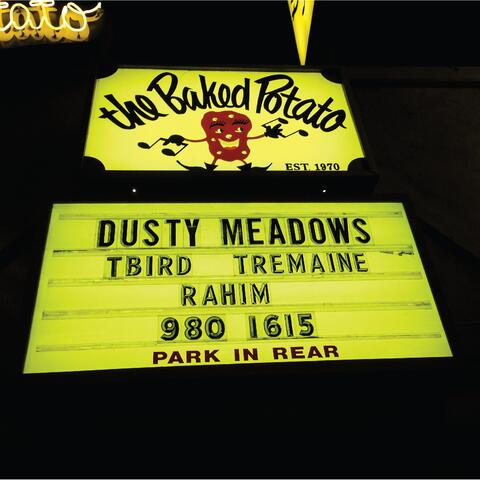 tato
the Baked Potato
EST. 1970
DUSTY MEADOWS
TBIRD TREMAINE
RAHIM
980 1615
PARK IN REAR